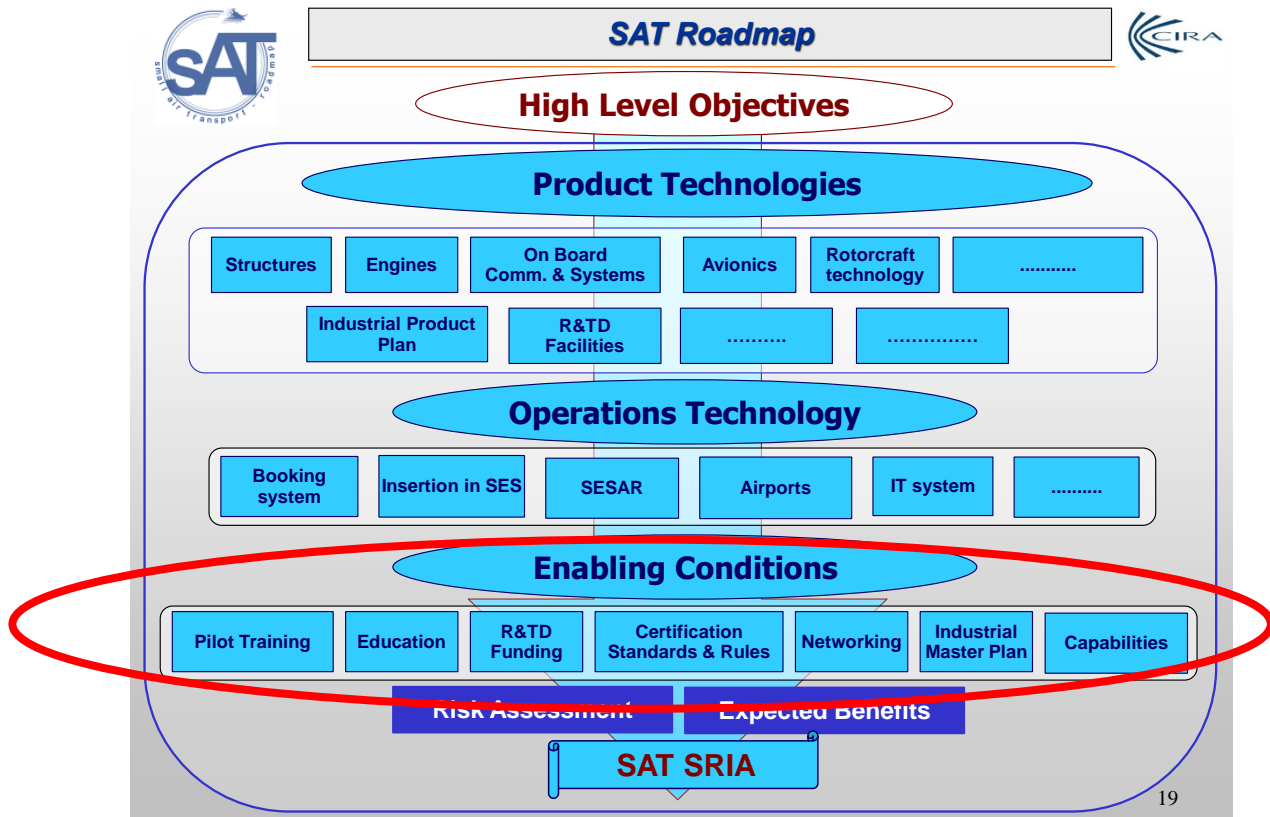 SAT
small air transport - roadmap
SAT Roadmap
CIRA
High Level Objectives
Product Technologies
Structures
Engines
On Board
Comm. & Systems
Avionics
Rotorcraft
technology
...........
Industrial Product
Plan
R&TD
Facilities
……….
……………
Operations Technology
Booking
system
Insertion in SES
SESAR
Airports
IT system
..........
Enabling Conditions
Pilot Training
Education
R&TD
Funding
Certification
Standards & Rules
Networking
Industrial
Master Plan
Capabilities
Risk Assessment
Expected Benefits
SAT SRIA
19